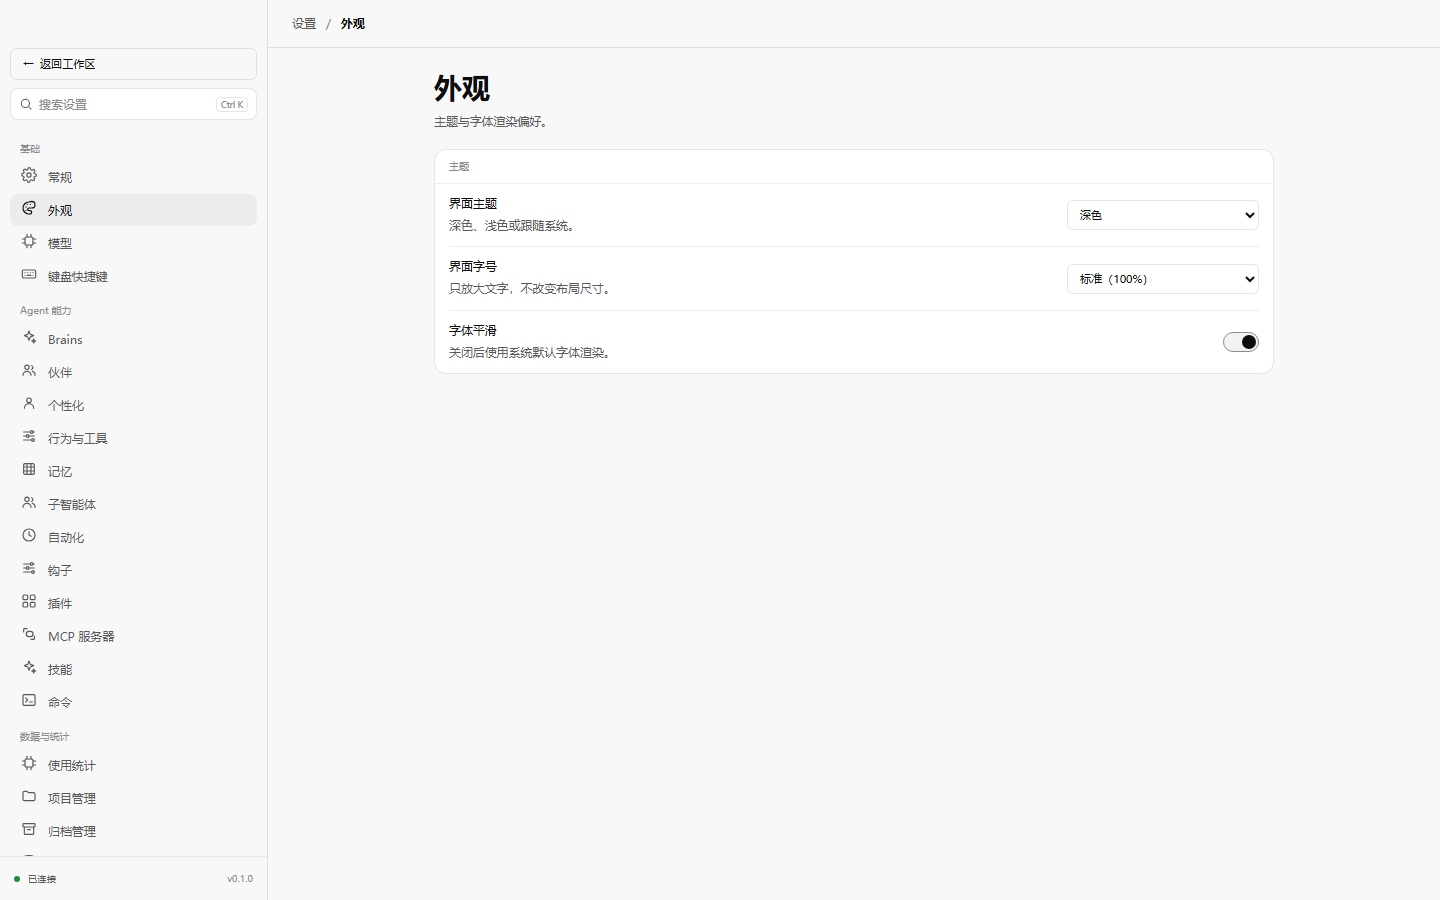 设置 / 外观
← 返回工作区
搜索设置 Ctrl K
基础
常规
外观
模型
键盘快捷键
Agent 能力
Brains
伙伴
个性化
行为与工具
记忆
子智能体
自动化
钩子
插件
MCP 服务器
技能
命令
数据与统计
使用统计
项目管理
归档管理
已连接 v0.1.0
外观
主题与字体渲染偏好。
主题
界面主题
深色、浅色或跟随系统。
深色
界面字号
只放大文字，不改变布局尺寸。
标准（100%）
字体平滑
关闭后使用系统默认字体渲染。